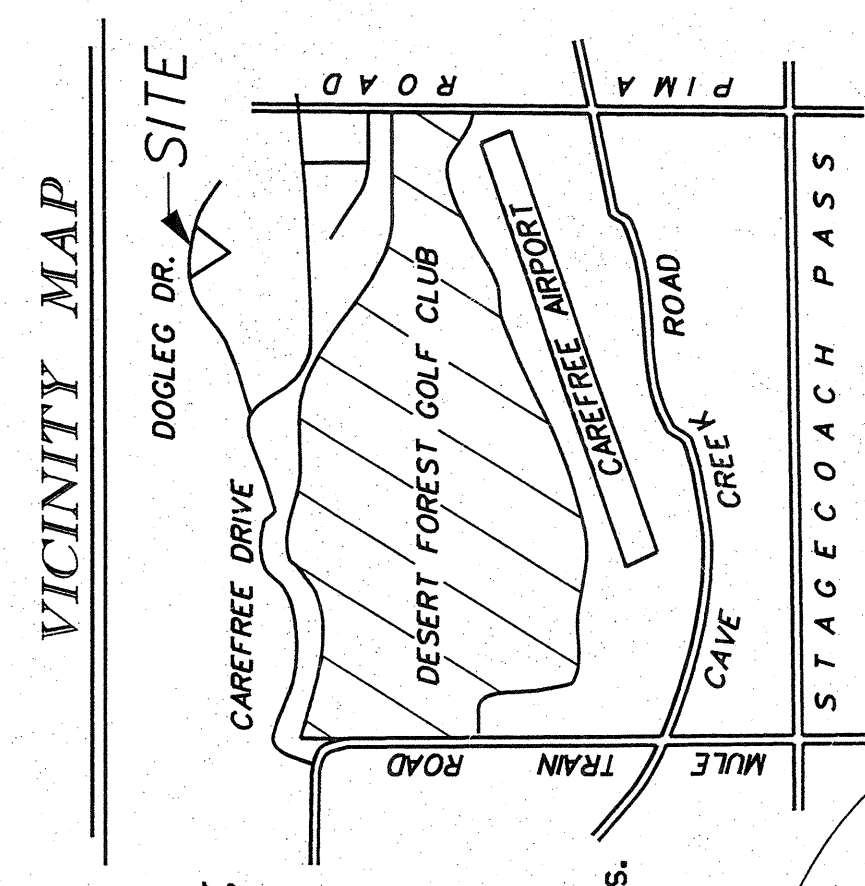 VICINITY MAP
SITE
DOGLEG DR.
CAREFREE DRIVE
DESERT FOREST GOLF CLUB
CAREFREE AIRPORT
CAVE CREEK ROAD
STAGECOACH PASS
PIMA ROAD
MULE TRAIN ROAD
s.